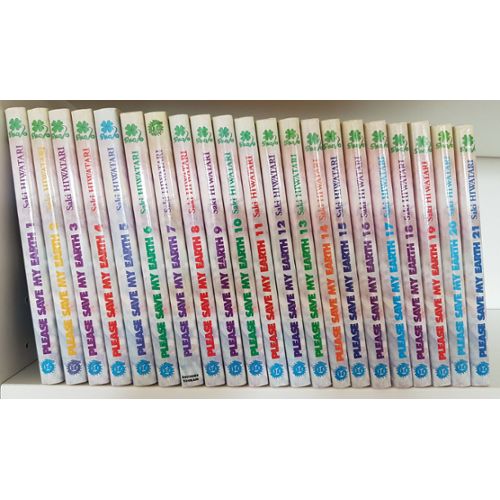 PLEASE SAVE MY EARTH 1 Saki HIWATARI
PLEASE SAVE MY EARTH 2 Saki HIWATARI
PLEASE SAVE MY EARTH 3 Saki HIWATARI
PLEASE SAVE MY EARTH 4 Saki HIWATARI
PLEASE SAVE MY EARTH 5 Saki HIWATARI
PLEASE SAVE MY EARTH 6 Saki HIWATARI
PLEASE SAVE MY EARTH 7 Saki HIWATARI
PLEASE SAVE MY EARTH 8 Saki HIWATARI
PLEASE SAVE MY EARTH 9 Saki HIWATARI
PLEASE SAVE MY EARTH 10 Saki HIWATARI
PLEASE SAVE MY EARTH 11 Saki HIWATARI
PLEASE SAVE MY EARTH 12 Saki HIWATARI
PLEASE SAVE MY EARTH 13 Saki HIWATARI
PLEASE SAVE MY EARTH 14 Saki HIWATARI
PLEASE SAVE MY EARTH 15 Saki HIWATARI
PLEASE SAVE MY EARTH 16 Saki HIWATARI
PLEASE SAVE MY EARTH 17 Saki HIWATARI
PLEASE SAVE MY EARTH 18 Saki HIWATARI
PLEASE SAVE MY EARTH 19 Saki HIWATARI
PLEASE SAVE MY EARTH 20 Saki HIWATARI
PLEASE SAVE MY EARTH 21 Saki HIWATARI